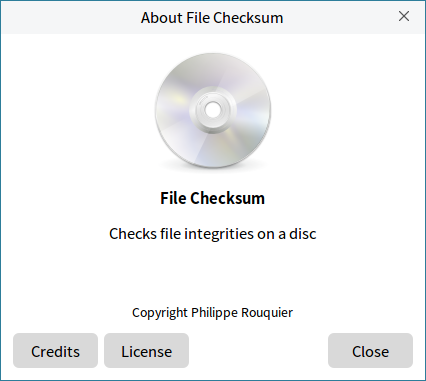 About File Checksum
File Checksum
Checks file integrities on a disc
Copyright Philippe Rouquier
Credits License Close